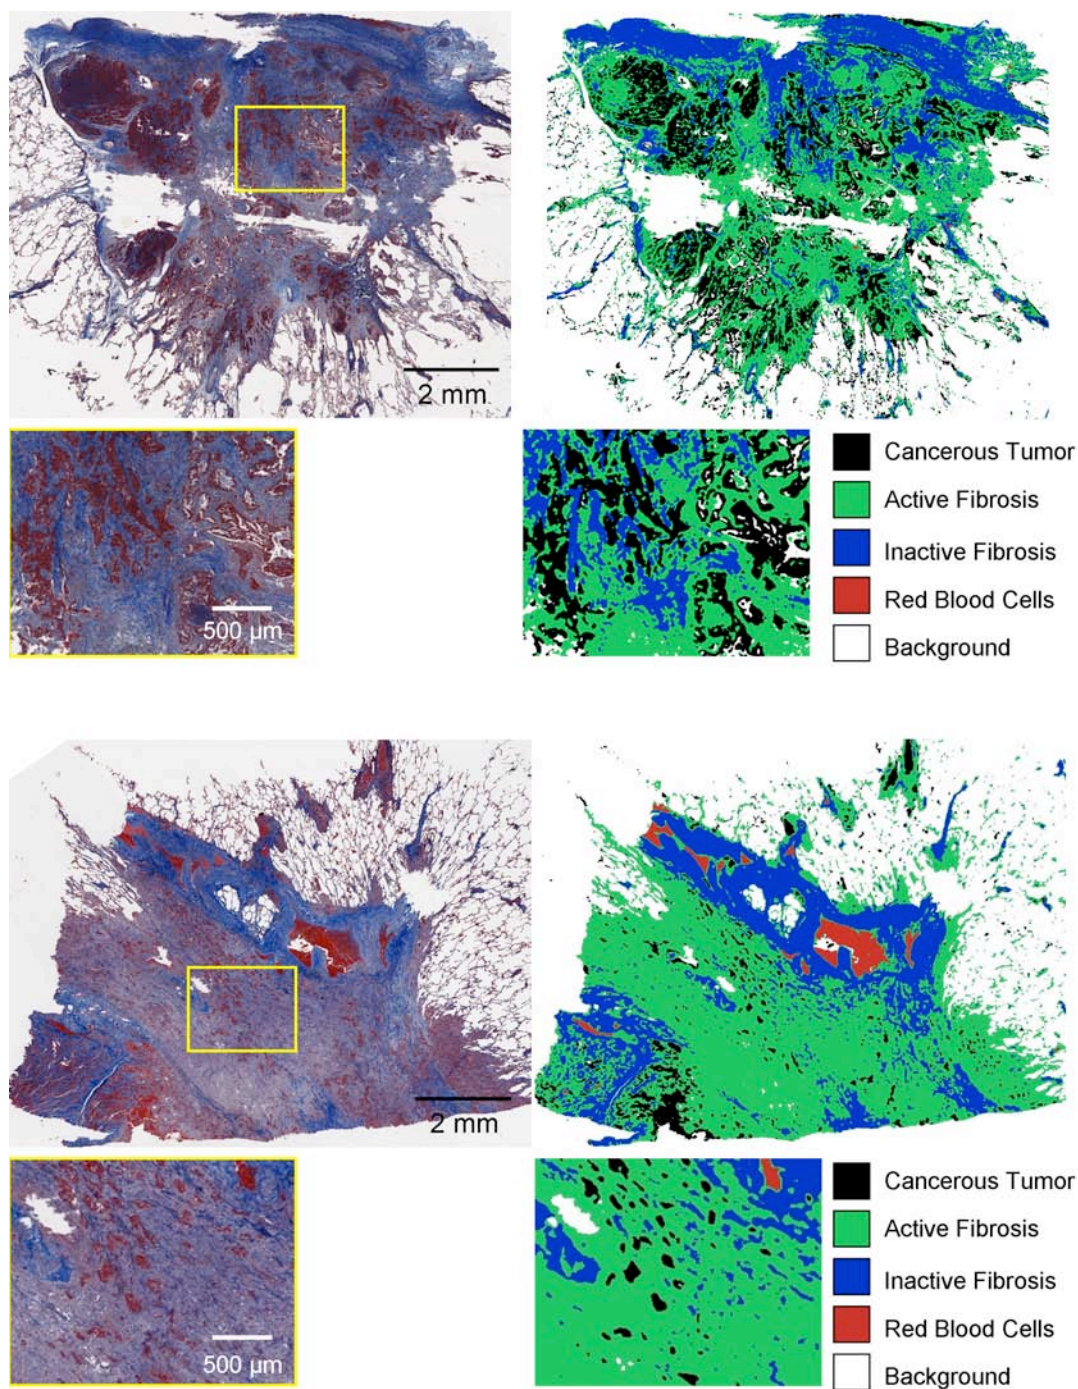 2 mm
500 μm
Cancerous Tumor
Active Fibrosis
Inactive Fibrosis
Red Blood Cells
Background
2 mm
500 μm
Cancerous Tumor
Active Fibrosis
Inactive Fibrosis
Red Blood Cells
Background